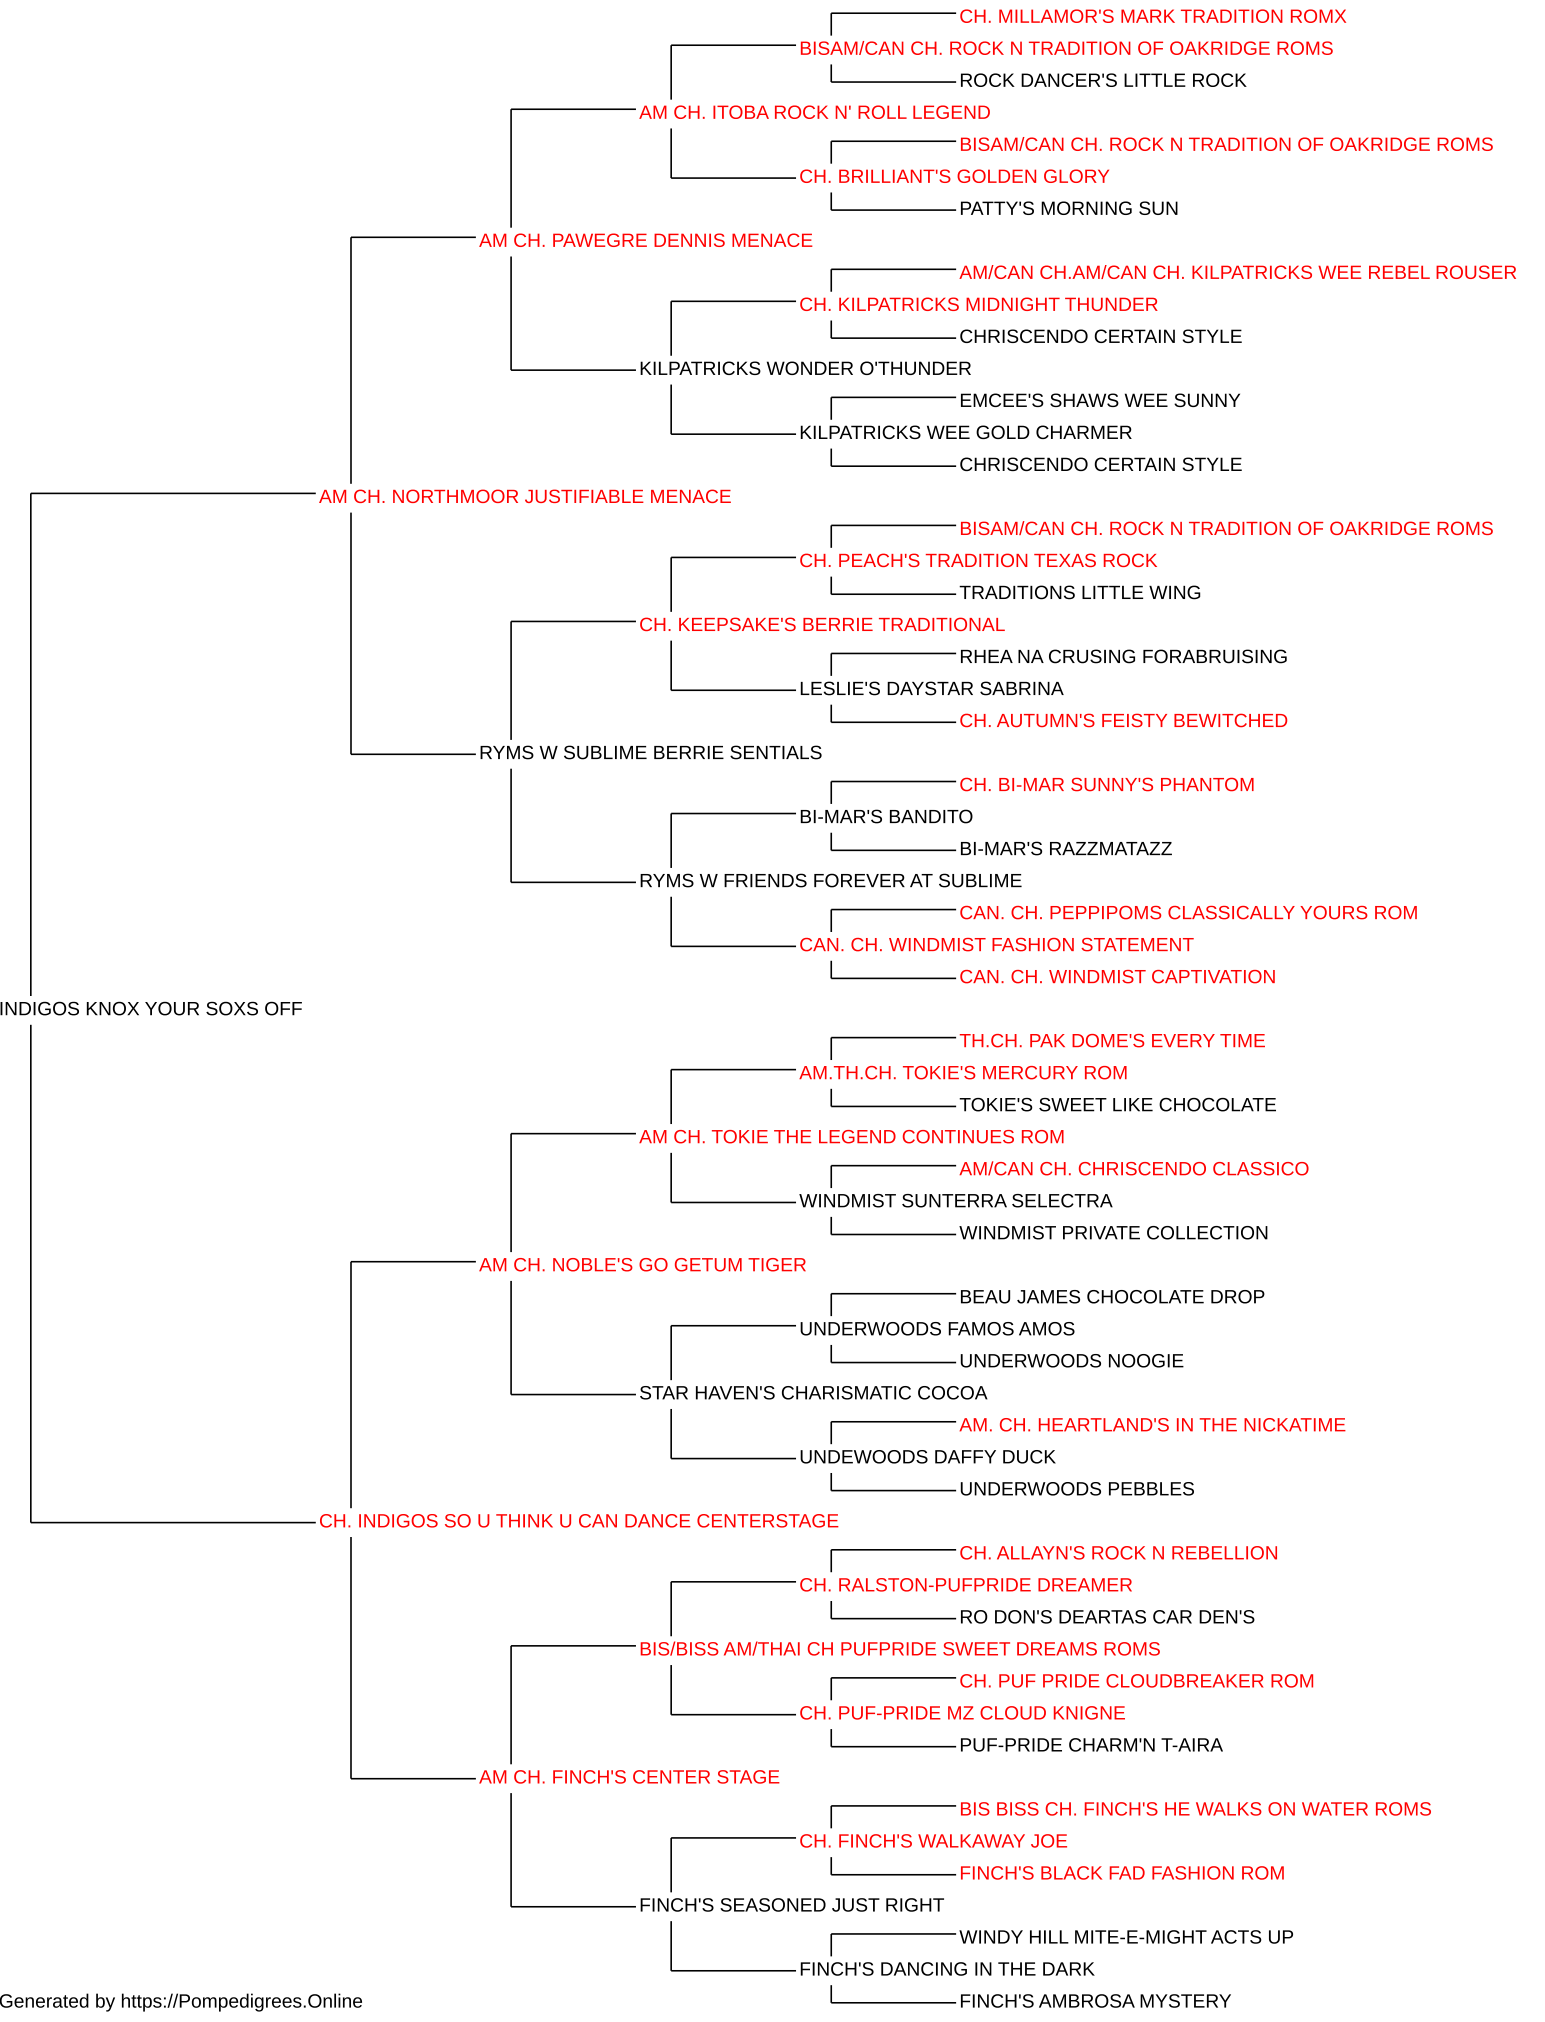 CH. MILLAMOR'S MARK TRADITION ROMX
BISAM/CAN CH. ROCK N TRADITION OF OAKRIDGE ROMS
ROCK DANCER'S LITTLE ROCK
AM CH. ITOBA ROCK N' ROLL LEGEND
BISAM/CAN CH. ROCK N TRADITION OF OAKRIDGE ROMS
CH. BRILLIANT'S GOLDEN GLORY
PATTY'S MORNING SUN
AM CH. PAWEGRE DENNIS MENACE
AM/CAN CH.AM/CAN CH. KILPATRICKS WEE REBEL ROUSER
CH. KILPATRICKS MIDNIGHT THUNDER
CHRISCENDO CERTAIN STYLE
KILPATRICKS WONDER O'THUNDER
EMCEE'S SHAWS WEE SUNNY
KILPATRICKS WEE GOLD CHARMER
CHRISCENDO CERTAIN STYLE
AM CH. NORTHMOOR JUSTIFIABLE MENACE
BISAM/CAN CH. ROCK N TRADITION OF OAKRIDGE ROMS
CH. PEACH'S TRADITION TEXAS ROCK
TRADITIONS LITTLE WING
CH. KEEPSAKE'S BERRIE TRADITIONAL
RHEA NA CRUSING FORABRUISING
LESLIE'S DAYSTAR SABRINA
CH. AUTUMN'S FEISTY BEWITCHED
RYMS W SUBLIME BERRIE SENTIALS
CH. BI-MAR SUNNY'S PHANTOM
BI-MAR'S BANDITO
BI-MAR'S RAZZMATAZZ
RYMS W FRIENDS FOREVER AT SUBLIME
CAN. CH. PEPPIPOMS CLASSICALLY YOURS ROM
CAN. CH. WINDMIST FASHION STATEMENT
CAN. CH. WINDMIST CAPTIVATION
INDIGOS KNOX YOUR SOXS OFF
TH.CH. PAK DOME'S EVERY TIME
AM.TH.CH. TOKIE'S MERCURY ROM
TOKIE'S SWEET LIKE CHOCOLATE
AM CH. TOKIE THE LEGEND CONTINUES ROM
AM/CAN CH. CHRISCENDO CLASSICO
WINDMIST SUNTERRA SELECTRA
WINDMIST PRIVATE COLLECTION
AM CH. NOBLE'S GO GETUM TIGER
BEAU JAMES CHOCOLATE DROP
UNDERWOODS FAMOS AMOS
UNDERWOODS NOOGIE
STAR HAVEN'S CHARISMATIC COCOA
AM. CH. HEARTLAND'S IN THE NICKATIME
UNDEWOODS DAFFY DUCK
UNDERWOODS PEBBLES
CH. INDIGOS SO U THINK U CAN DANCE CENTERSTAGE
CH. ALLAYN'S ROCK N REBELLION
CH. RALSTON-PUFPRIDE DREAMER
RO DON'S DEARTAS CAR DEN'S
BIS/BISS AM/THAI CH PUFPRIDE SWEET DREAMS ROMS
CH. PUF PRIDE CLOUDBREAKER ROM
CH. PUF-PRIDE MZ CLOUD KNIGNE
PUF-PRIDE CHARM'N T-AIRA
AM CH. FINCH'S CENTER STAGE
BIS BISS CH. FINCH'S HE WALKS ON WATER ROMS
CH. FINCH'S WALKAWAY JOE
FINCH'S BLACK FAD FASHION ROM
FINCH'S SEASONED JUST RIGHT
WINDY HILL MITE-E-MIGHT ACTS UP
FINCH'S DANCING IN THE DARK
FINCH'S AMBROSA MYSTERY
Generated by https://Pompedigrees.Online